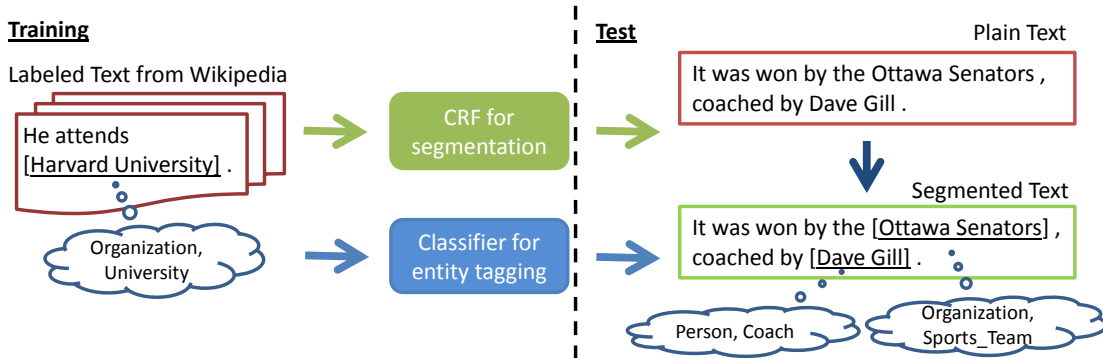 Training
Labeled Text from Wikipedia
He attends
[Harvard University] .
Organization,
University
CRF for
segmentation
Classifier for
entity tagging
Test
Plain Text
It was won by the Ottawa Senators ,
coached by Dave Gill .
Segmented Text
It was won by the [Ottawa Senators] ,
coached by [Dave Gill] .
Person, Coach
Organization,
Sports_Team